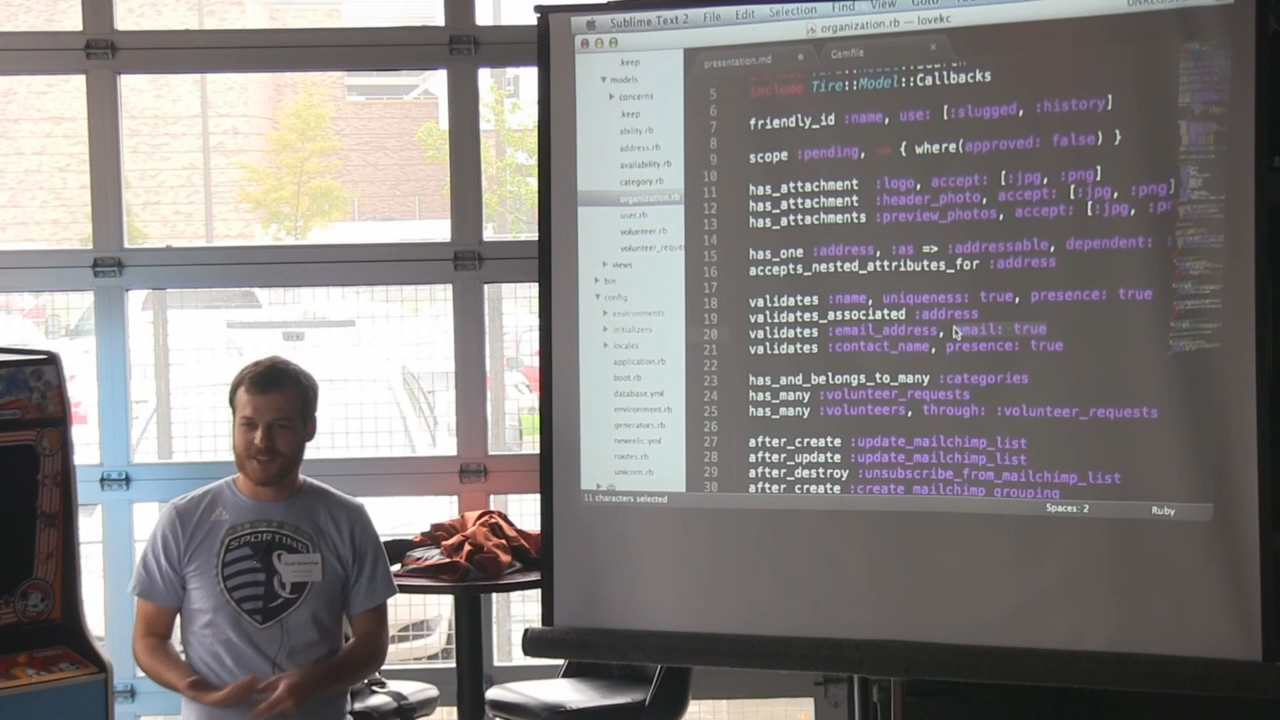 Sublime Text 2 File Edit Selection Find View Goto
organization.rb — lovekc
presentation.md
Gemfile
.keep
models
concerns
.keep
ability.rb
address.rb
availability.rb
category.rb
organization.rb
user.rb
volunteer.rb
volunteer_reques
views
bin
config
environments
initializers
locales
application.rb
boot.rb
database.yml
environment.rb
generators.rb
newrelic.yml
routes.rb
unicorn.rb
5 include Tire::Model::Callbacks
6
7 friendly_id :name, use: [:slugged, :history]
8
9 scope :pending, -> { where(approved: false) }
10
11 has_attachment :logo, accept: [:jpg, :png]
12 has_attachment :header_photo, accept: [:jpg, :png]
13 has_attachments :preview_photos, accept: [:jpg, :pr
14
15 has_one :address, :as => :addressable, dependent: :
16 accepts_nested_attributes_for :address
17
18 validates :name, uniqueness: true, presence: true
19 validates_associated :address
20 validates :email_address, email: true
21 validates :contact_name, presence: true
22
23 has_and_belongs_to_many :categories
24 has_many :volunteer_requests
25 has_many :volunteers, through: :volunteer_requests
26
27 after_create :update_mailchimp_list
28 after_update :update_mailchimp_list
29 after_destroy :unsubscribe_from_mailchimp_list
30 after_create :create_mailchimp_grouping
11 characters selected
Spaces: 2
Ruby
SPORTING